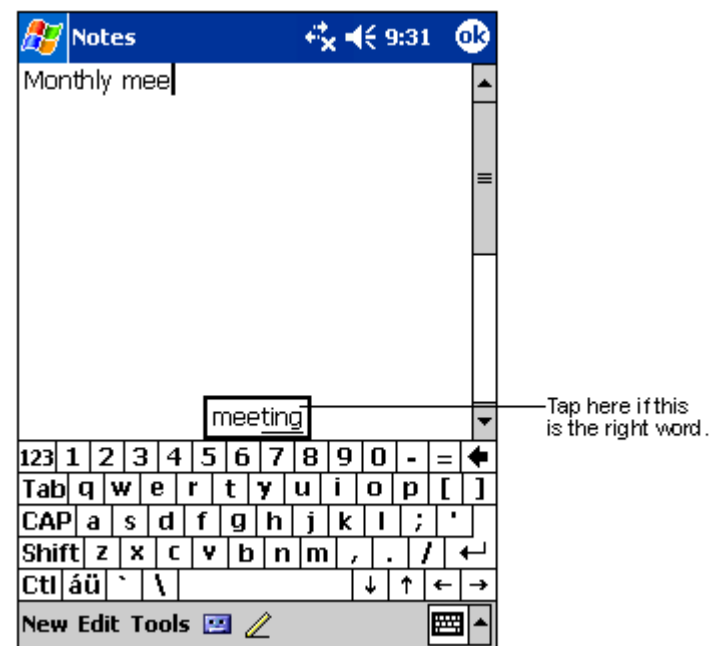 Notes 9:31 ok
Monthly mee
meeting
Tap here if this
is the right word.
123 1 2 3 4 5 6 7 8 9 0 - =
Tab q w e r t y u i o p [ ]
CAP a s d f g h j k l ; '
Shift z x c v b n m , . /
Ctl áü ` \ ↓ ↑ ← →
New Edit Tools